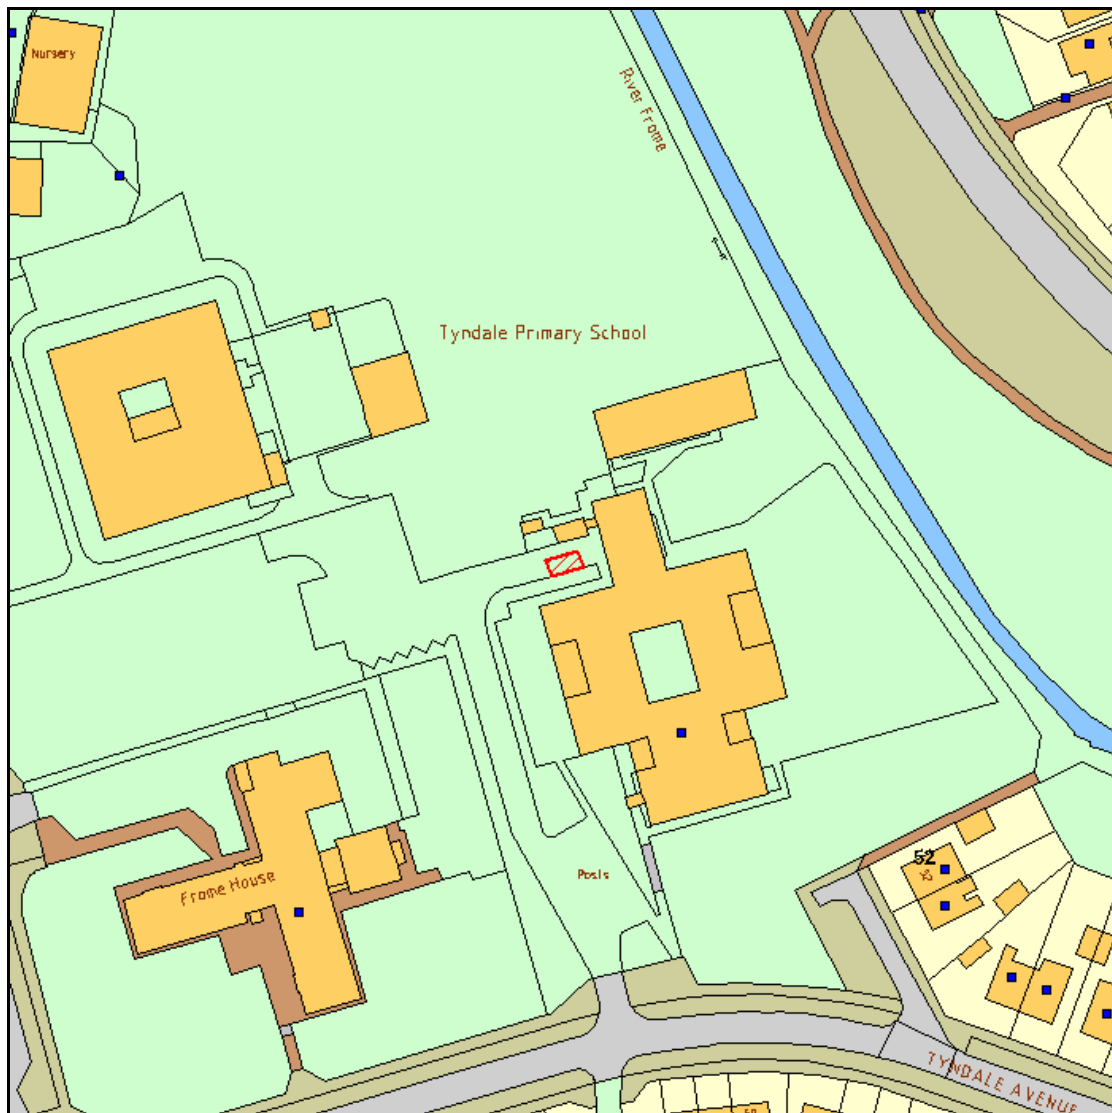 Nursery
River Frome
Tyndale Primary School
52
Frome House
Posts
TYNDALE AVENUE